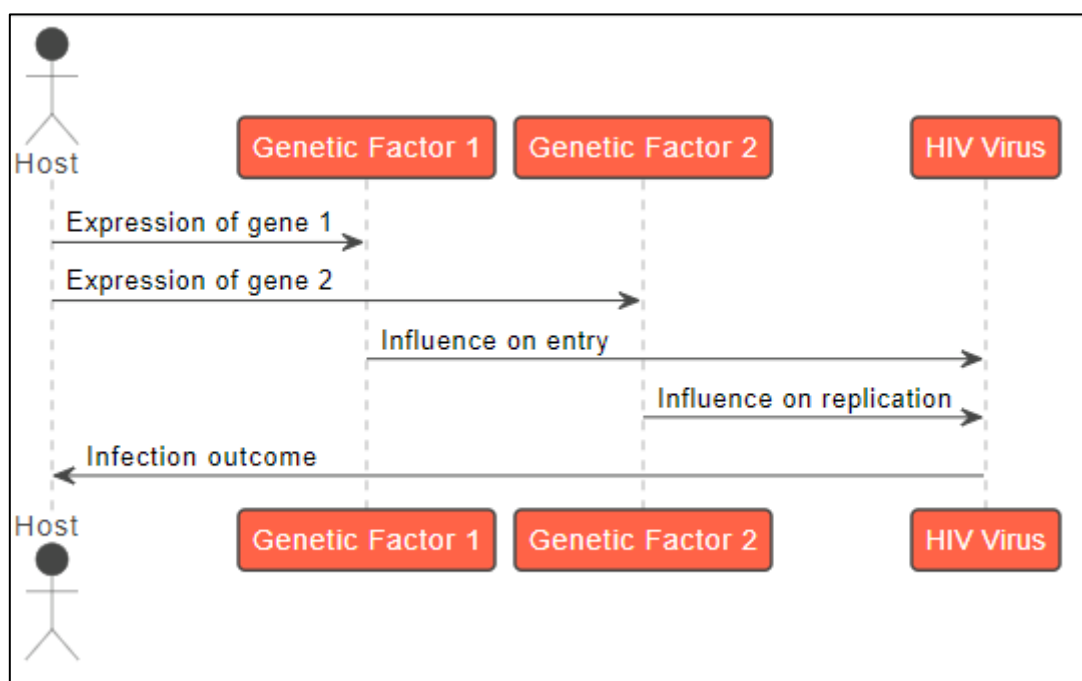 Host
Genetic Factor 1
Genetic Factor 2
HIV Virus
Expression of gene 1
Expression of gene 2
Influence on entry
Influence on replication
Infection outcome
Host
Genetic Factor 1
Genetic Factor 2
HIV Virus